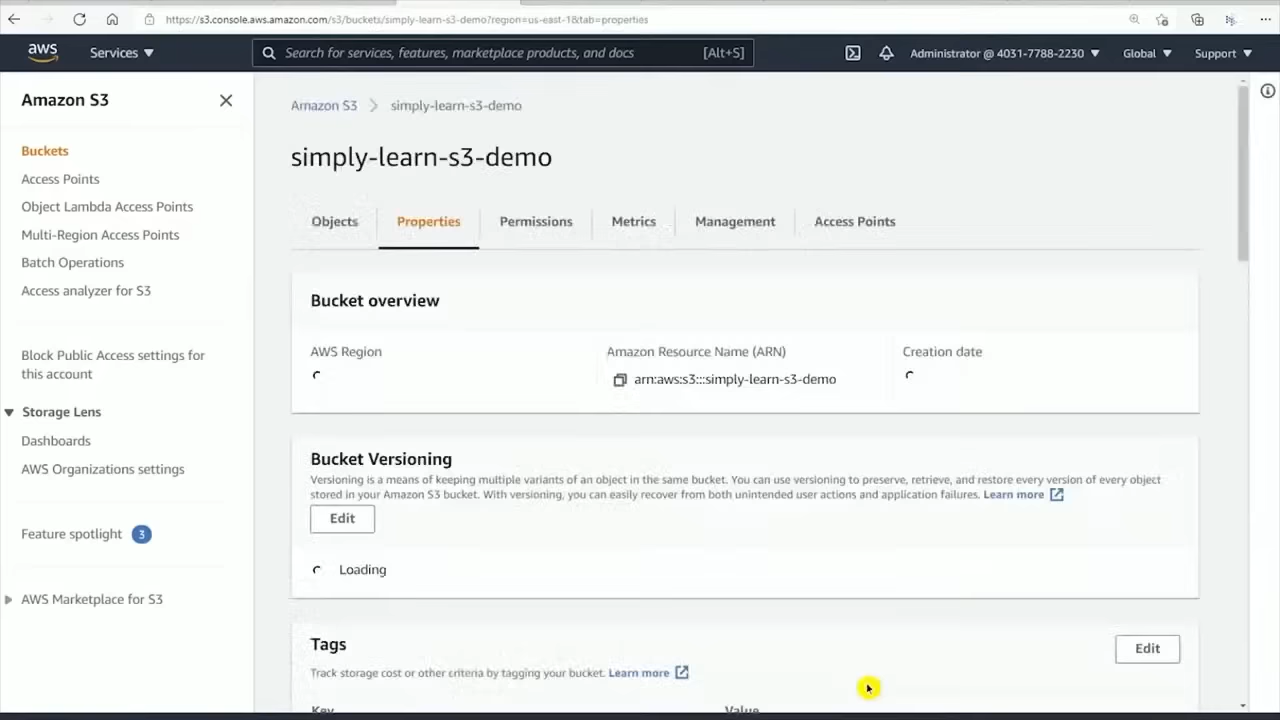 https://s3.console.aws.amazon.com/s3/buckets/simply-learn-s3-demo?region=us-east-1&tab=properties
aws
Services
Search for services, features, marketplace products, and docs
[Alt+S]
Administrator @ 4031-7788-2230
Global
Support
Amazon S3
Buckets
Access Points
Object Lambda Access Points
Multi-Region Access Points
Batch Operations
Access analyzer for S3
Block Public Access settings for
this account
Storage Lens
Dashboards
AWS Organizations settings
Feature spotlight 3
AWS Marketplace for S3
Amazon S3 simply-learn-s3-demo
simply-learn-s3-demo
Objects Properties Permissions Metrics Management Access Points
Bucket overview
AWS Region
Amazon Resource Name (ARN)
arn:aws:s3:::simply-learn-s3-demo
Creation date
Bucket Versioning
Versioning is a means of keeping multiple variants of an object in the same bucket. You can use versioning to preserve, retrieve, and restore every version of every object
stored in your Amazon S3 bucket. With versioning, you can easily recover from both unintended user actions and application failures. Learn more
Edit
Loading
Tags
Edit
Track storage cost or other criteria by tagging your bucket. Learn more
Key Value